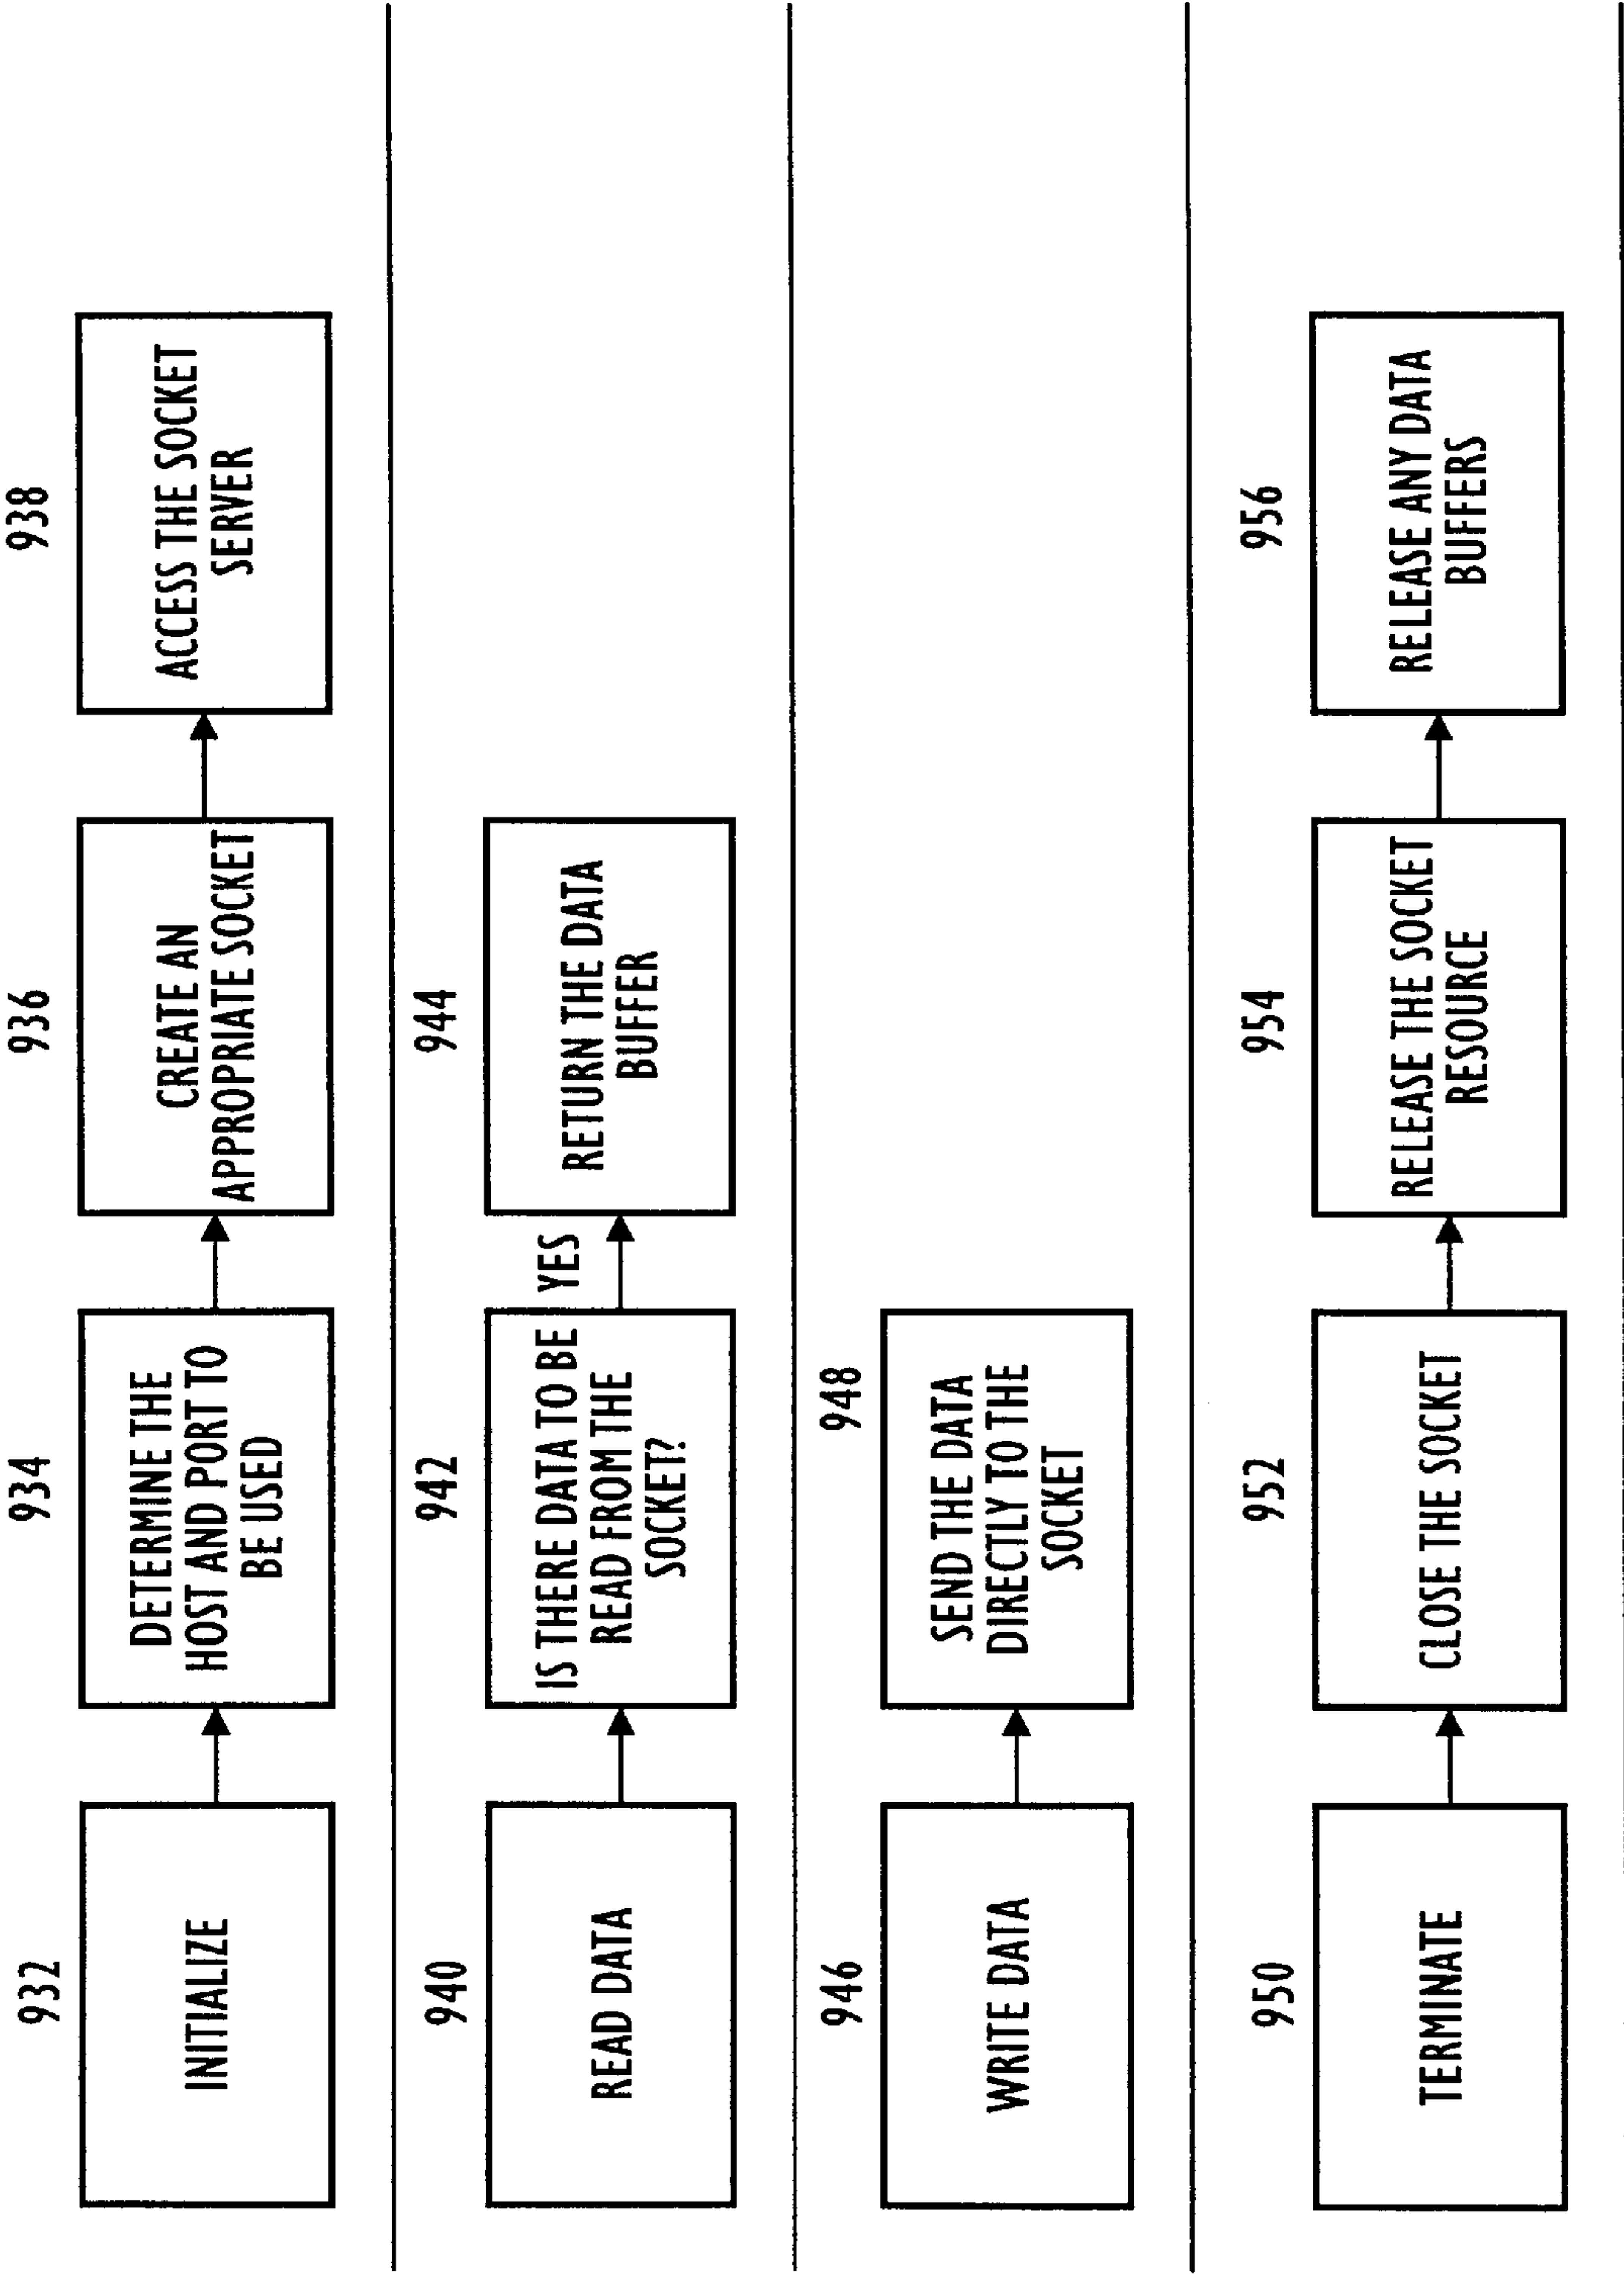 932
INITIALIZE
934
DETERMINE THE
HOST AND PORT TO
BE USED
936
CREATE AN
APPROPRIATE SOCKET
938
ACCESS THE SOCKET
SERVER
940
READ DATA
942
IS THERE DATA TO BE
READ FROM THE
SOCKET?
YES
944
RETURN THE DATA
BUFFER
946
WRITE DATA
948
SEND THE DATA
DIRECTLY TO THE
SOCKET
950
TERMINATE
952
CLOSE THE SOCKET
954
RELEASE THE SOCKET
RESOURCE
956
RELEASE ANY DATA
BUFFERS